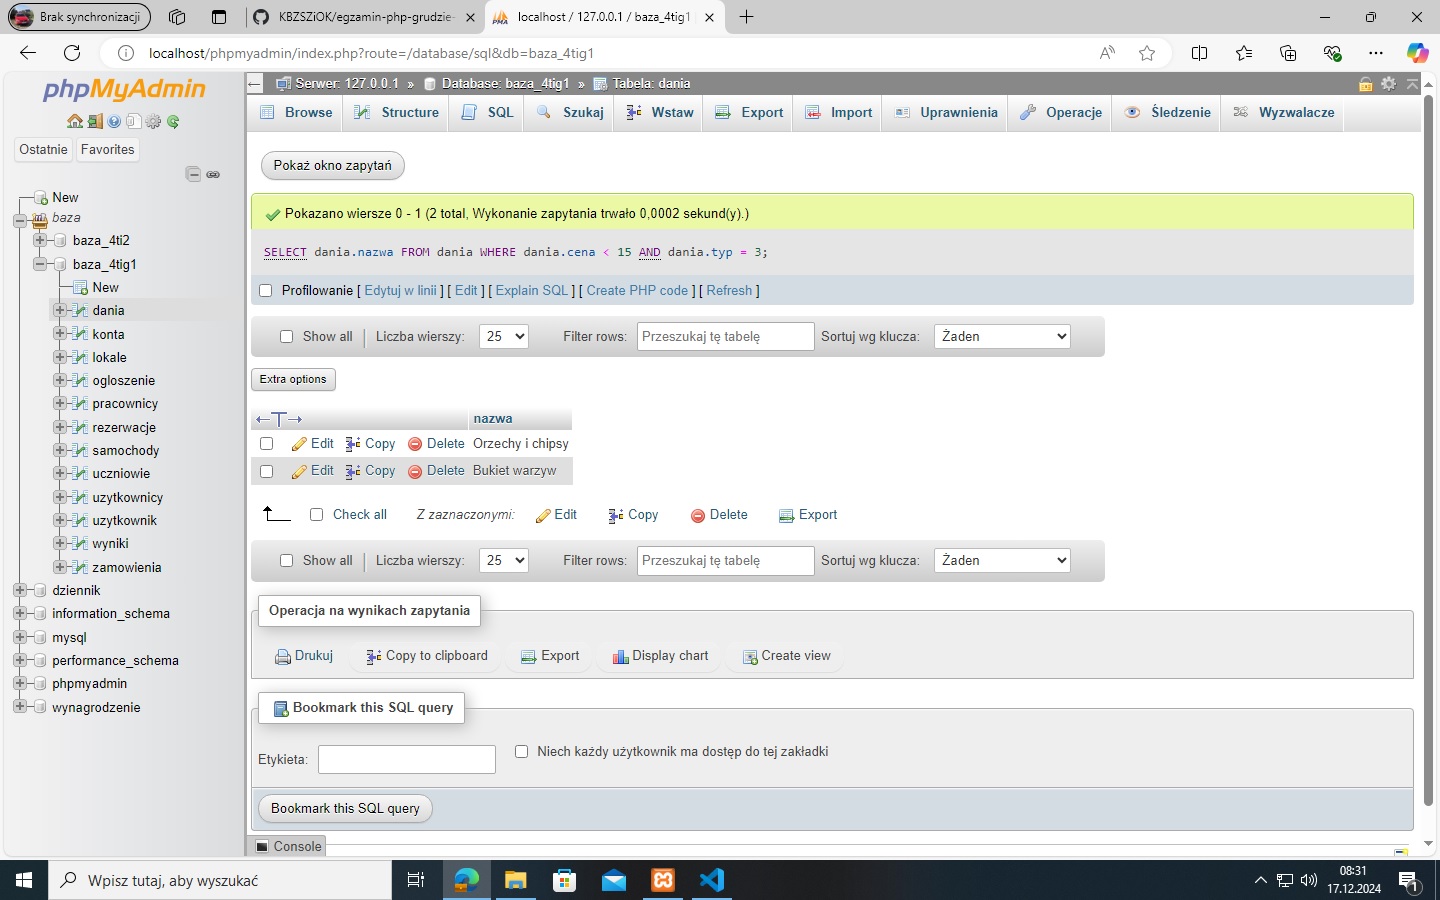 Brak synchronizacji
KBZSZiOK/egzamin-php-grudzie-
localhost / 127.0.0.1 / baza_4tig1
localhost/phpmyadmin/index.php?route=/database/sql&db=baza_4tig1
phpMyAdmin
Ostatnie
Favorites
New
baza
baza_4ti2
baza_4tig1
New
dania
konta
lokale
ogloszenie
pracownicy
rezerwacje
samochody
uczniowie
uzytkownicy
uzytkownik
wyniki
zamowienia
dziennik
information_schema
mysql
performance_schema
phpmyadmin
wynagrodzenie
Serwer: 127.0.0.1 » Database: baza_4tig1 » Tabela: dania
Browse Structure SQL Szukaj Wstaw Export Import Uprawnienia Operacje Śledzenie Wyzwalacze
Pokaż okno zapytań
Pokazano wiersze 0 - 1 (2 total, Wykonanie zapytania trwało 0,0002 sekund(y).)
SELECT dania.nazwa FROM dania WHERE dania.cena < 15 AND dania.typ = 3;
Profilowanie [ Edytuj w linii ] [ Edit ] [ Explain SQL ] [ Create PHP code ] [ Refresh ]
Show all Liczba wierszy: 25 Filter rows: Przeszukaj tę tabelę Sortuj wg klucza: Żaden
Extra options
←T→ nazwa
Edit Copy Delete Orzechy i chipsy
Edit Copy Delete Bukiet warzyw
Check all Z zaznaczonymi: Edit Copy Delete Export
Show all Liczba wierszy: 25 Filter rows: Przeszukaj tę tabelę Sortuj wg klucza: Żaden
Operacja na wynikach zapytania
Drukuj Copy to clipboard Export Display chart Create view
Bookmark this SQL query
Etykieta: Niech każdy użytkownik ma dostęp do tej zakładki
Bookmark this SQL query
Console
Wpisz tutaj, aby wyszukać
08:31
17.12.2024
1